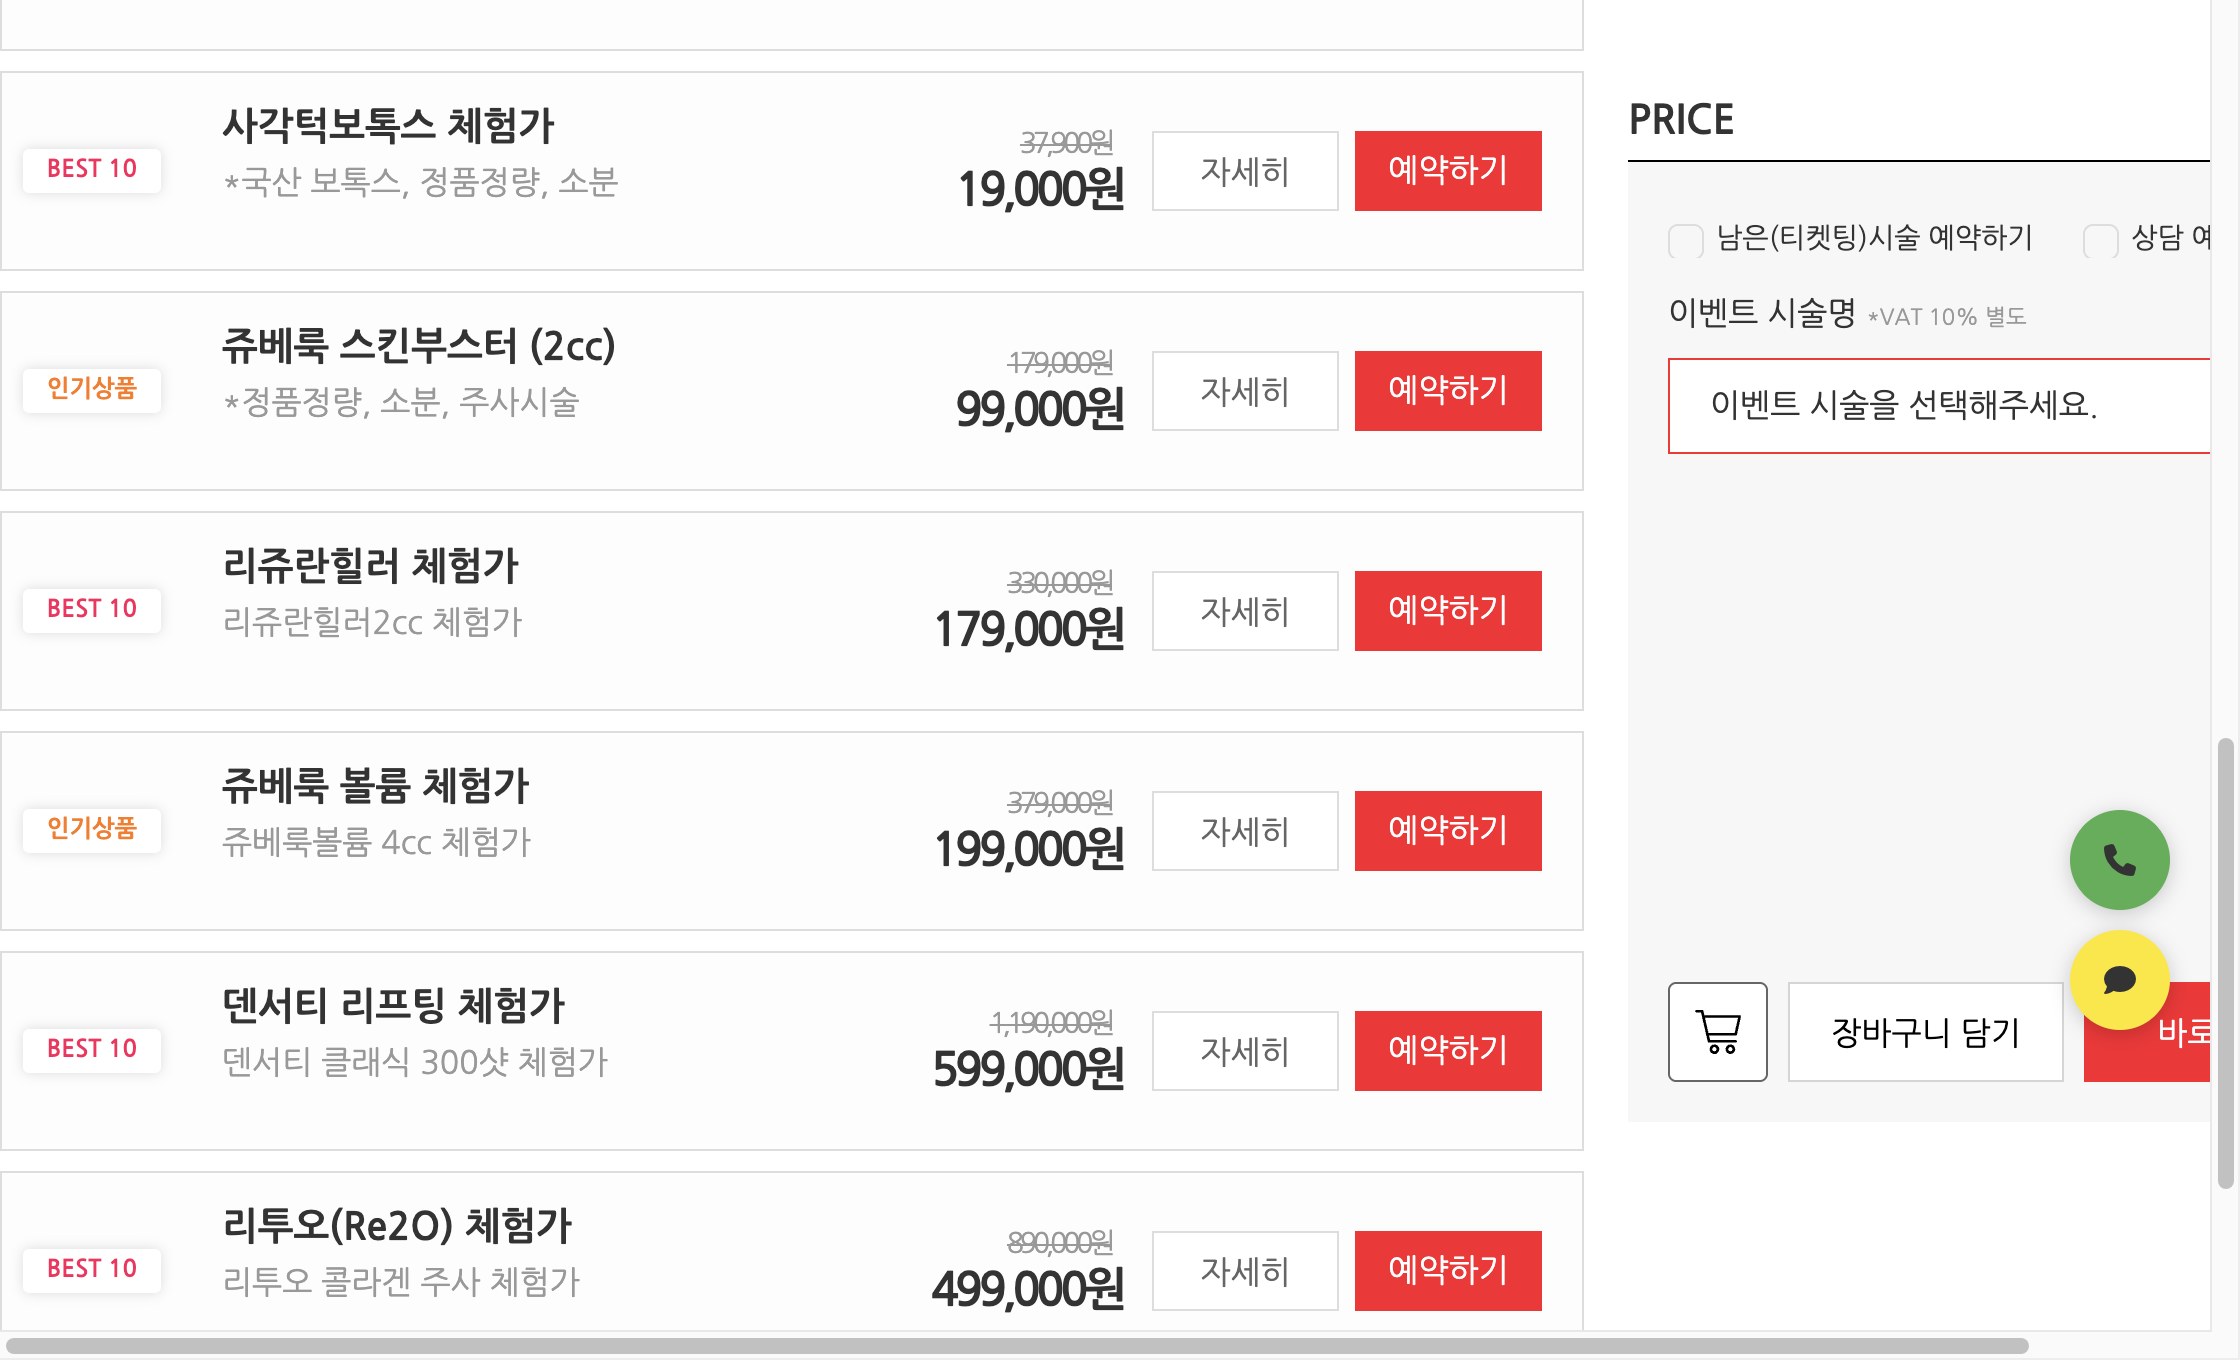 BEST 10
사각턱보톡스 체험가
*국산 보톡스, 정품정량, 소분
37,900원
19,000원
자세히
예약하기
인기상품
쥬베룩 스킨부스터 (2cc)
*정품정량, 소분, 주사시술
179,000원
99,000원
자세히
예약하기
BEST 10
리쥬란힐러 체험가
리쥬란힐러2cc 체험가
330,000원
179,000원
자세히
예약하기
인기상품
쥬베룩 볼륨 체험가
쥬베룩볼륨 4cc 체험가
379,000원
199,000원
자세히
예약하기
BEST 10
덴서티 리프팅 체험가
덴서티 클래식 300샷 체험가
1,190,000원
599,000원
자세히
예약하기
BEST 10
리투오(Re2O) 체험가
리투오 콜라겐 주사 체험가
890,000원
499,000원
자세히
예약하기
PRICE
남은(티켓팅)시술 예약하기
상담 예
이벤트 시술명 *VAT 10% 별도
이벤트 시술을 선택해주세요.
장바구니 담기
바로